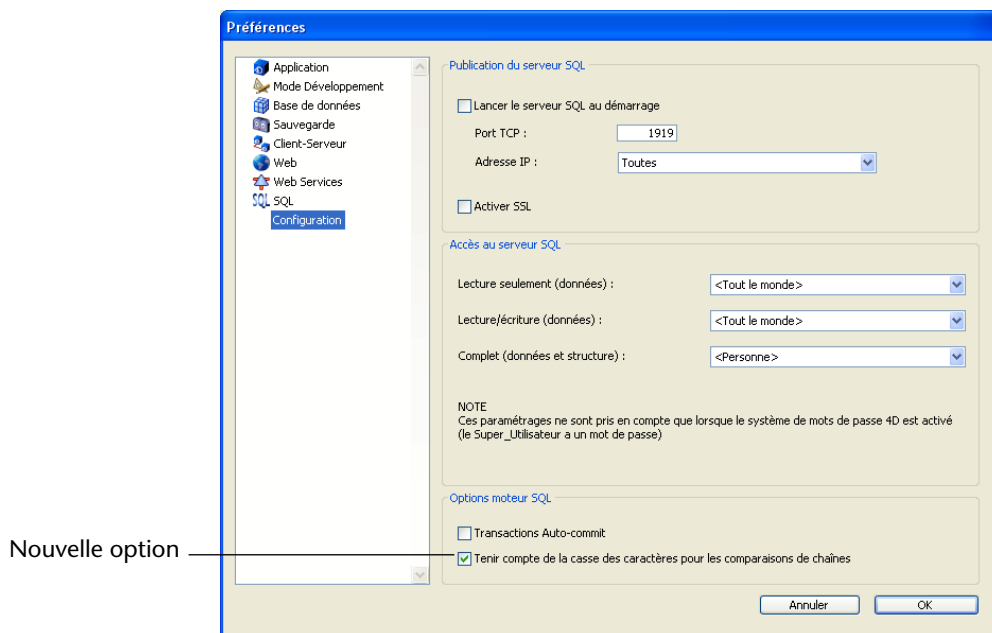 Préférences
Application
Mode Développement
Base de données
Sauvegarde
Client-Serveur
Web
Web Services
SQL SQL
Configuration
Publication du serveur SQL
Lancer le serveur SQL au démarrage
Port TCP : 1919
Adresse IP : Toutes
Activer SSL
Accès au serveur SQL
Lecture seulement (données) : <Tout le monde>
Lecture/écriture (données) : <Tout le monde>
Complet (données et structure) : <Personne>
NOTE
Ces paramétrages ne sont pris en compte que lorsque le système de mots de passe 4D est activé
(le Super_Utilisateur a un mot de passe)
Options moteur SQL
Transactions Auto-commit
Nouvelle option
Tenir compte de la casse des caractères pour les comparaisons de chaînes
Annuler OK